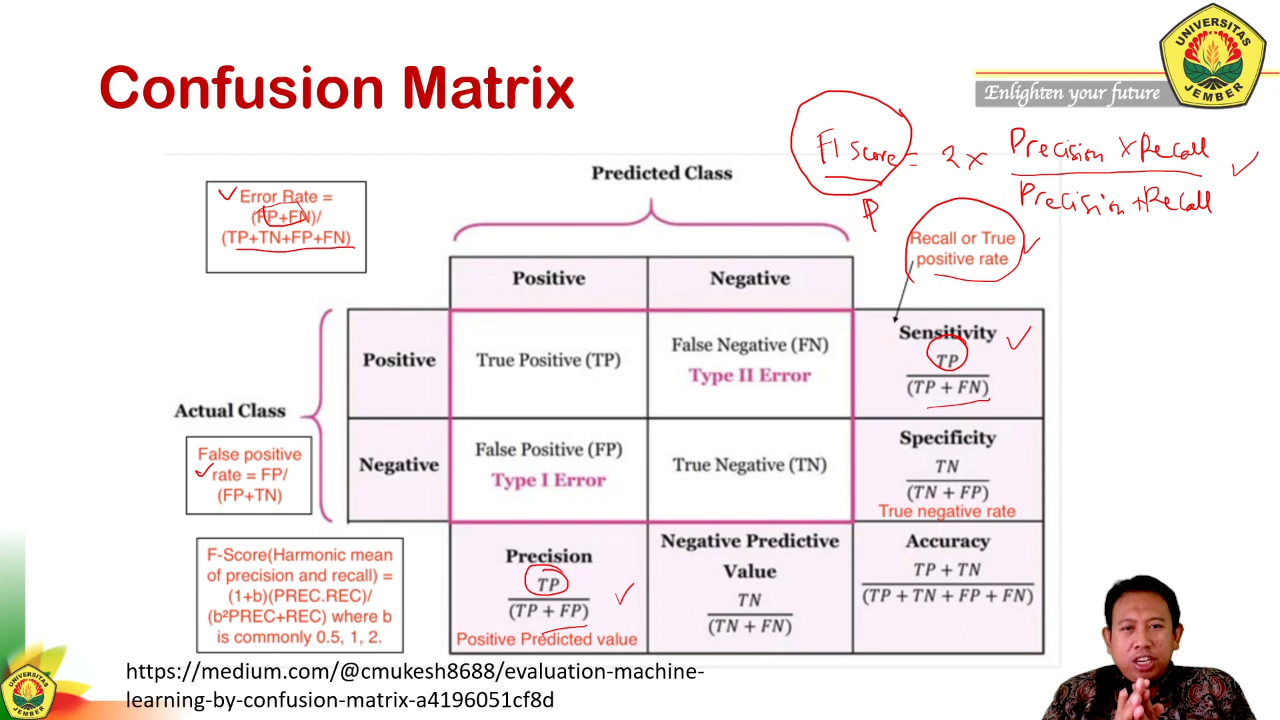 Confusion Matrix
UNIVERSITAS
JEMBER
Enlighten your future
F1 Score = 2 x Precision x Recall
Precision + Recall
P
Error Rate =
(FP+FN)/
(TP+TN+FP+FN)
Predicted Class
Recall or True
positive rate
Positive
Negative
Positive
True Positive (TP)
False Negative (FN)
Type II Error
Sensitivity
TP
(TP + FN)
Actual Class
False positive
rate = FP/
(FP+TN)
Negative
False Positive (FP)
Type I Error
True Negative (TN)
Specificity
TN
(TN + FP)
True negative rate
F-Score(Harmonic mean
of precision and recall) =
(1+b)(PREC.REC)/
(b²PREC+REC) where b
is commonly 0.5, 1, 2.
Precision
TP
(TP + FP)
Positive Predicted value
Negative Predictive
Value
TN
(TN + FN)
Accuracy
TP + TN
(TP + TN + FP + FN)
https://medium.com/@cmukesh8688/evaluation-machine-
learning-by-confusion-matrix-a4196051cf8d
UNIVERSITAS
JEMBER